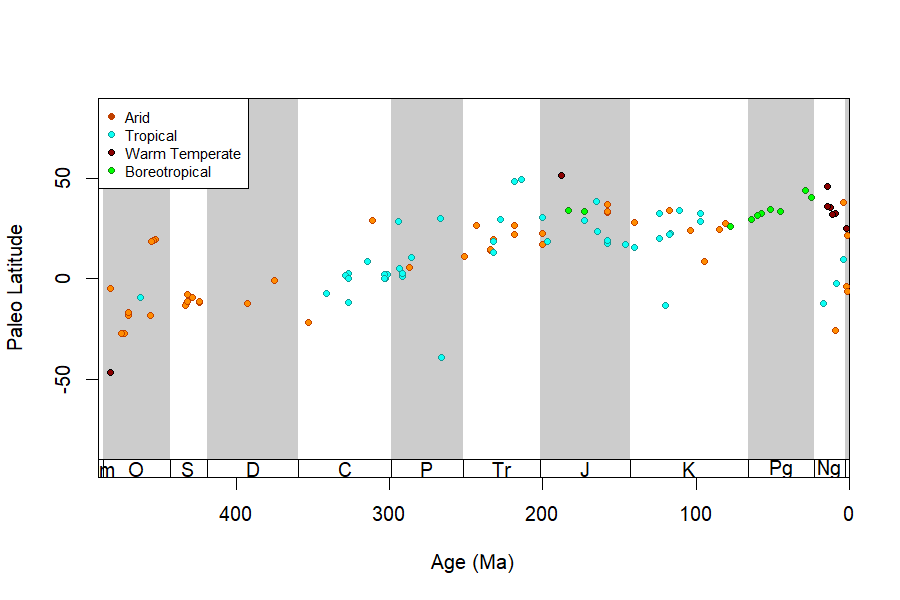 Arid
Tropical
Warm Temperate
Boreotropical
50
0
-50
Paleo Latitude
m O S D C P Tr J K Pg Ng
400 300 200 100 0
Age (Ma)